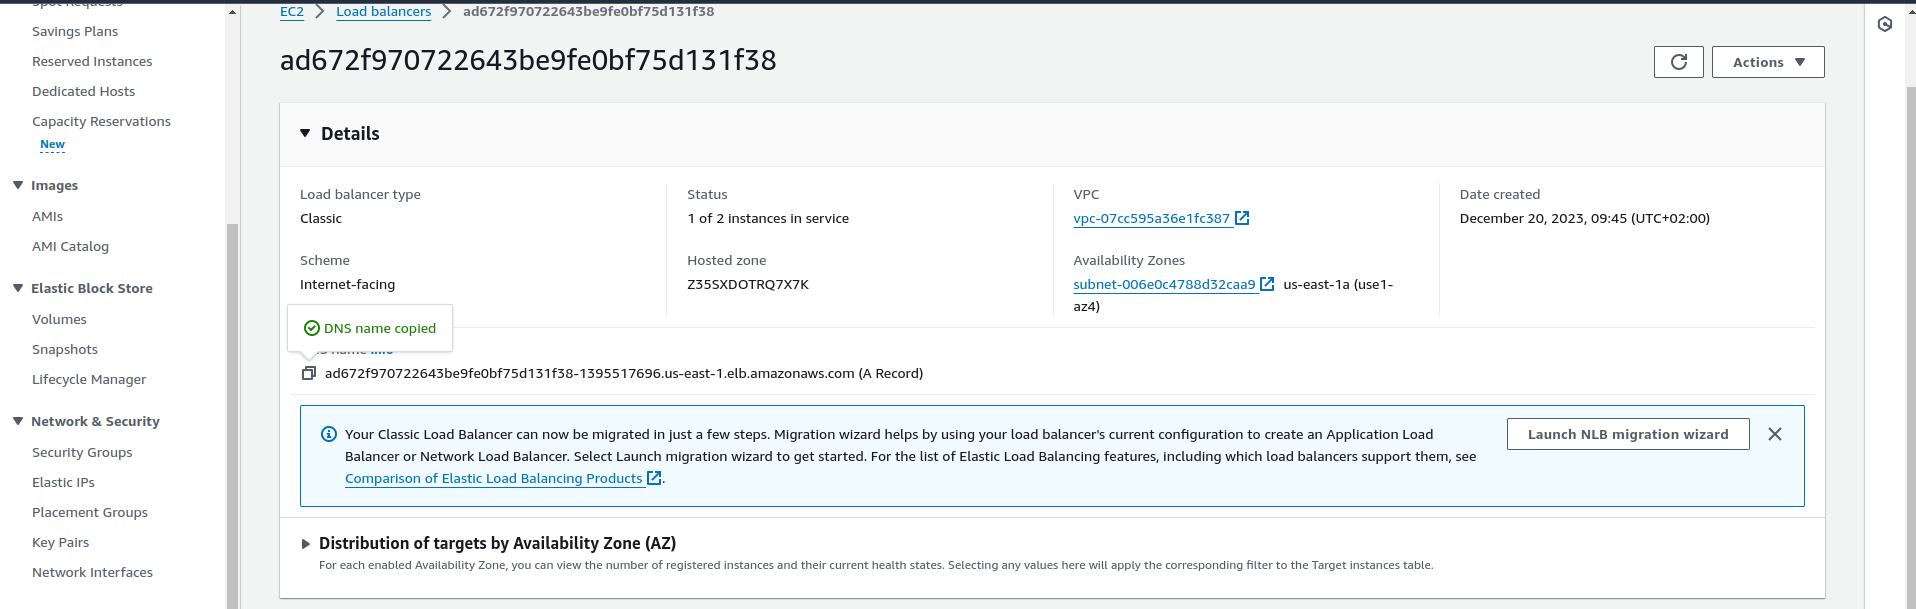 Spot Requests
Savings Plans
Reserved Instances
Dedicated Hosts
Capacity Reservations
New
Images
AMIs
AMI Catalog
Elastic Block Store
Volumes
Snapshots
Lifecycle Manager
Network & Security
Security Groups
Elastic IPs
Placement Groups
Key Pairs
Network Interfaces
EC2 > Load balancers > ad672f970722643be9fe0bf75d131f38
ad672f970722643be9fe0bf75d131f38
Actions
Details
Load balancer type
Classic
Status
1 of 2 instances in service
VPC
vpc-07cc595a36e1fc387
Date created
December 20, 2023, 09:45 (UTC+02:00)
Scheme
Internet-facing
Hosted zone
Z35SXDOTRQ7X7K
Availability Zones
subnet-006e0c4788d32caa9 us-east-1a (use1-
az4)
DNS name copied
name Info
ad672f970722643be9fe0bf75d131f38-1395517696.us-east-1.elb.amazonaws.com (A Record)
Your Classic Load Balancer can now be migrated in just a few steps. Migration wizard helps by using your load balancer's current configuration to create an Application Load
Balancer or Network Load Balancer. Select Launch migration wizard to get started. For the list of Elastic Load Balancing features, including which load balancers support them, see
Comparison of Elastic Load Balancing Products.
Launch NLB migration wizard
Distribution of targets by Availability Zone (AZ)
For each enabled Availability Zone, you can view the number of registered instances and their current health states. Selecting any values here will apply the corresponding filter to the Target instances table.